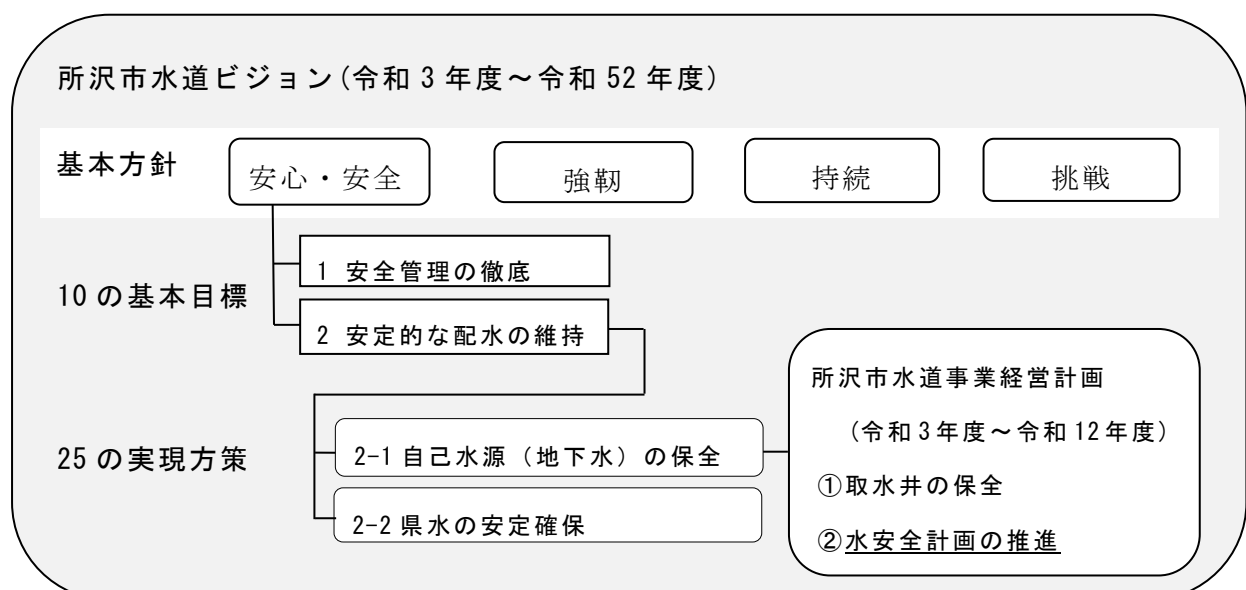 所沢市水道ビジョン(令和3年度～令和52年度)
基本方針
安心・安全
強靭
持続
挑戦
10の基本目標
1 安全管理の徹底
2 安定的な配水の維持
25の実現方策
2-1自己水源（地下水）の保全
2-2県水の安定確保
所沢市水道事業経営計画
(令和3年度～令和12年度)
①取水井の保全
②水安全計画の推進